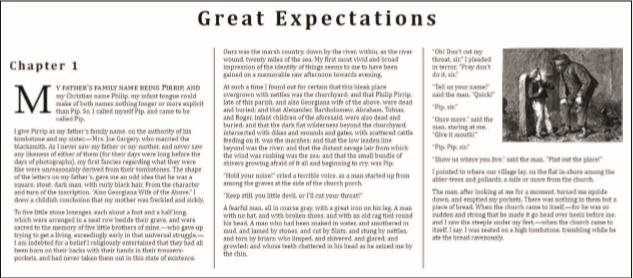 Great Expectations
Chapter 1
MY FATHER'S FAMILY NAME BEING PIRRIP, AND
my Christian name Philip, my infant tongue could
make of both names nothing longer or more explicit
than Pip. So, I called myself Pip, and came to be
called Pip.
I give Pirrip as my father's family name, on the authority of his
tombstone and my sister,—Mrs. Joe Gargery, who married the
blacksmith. As I never saw my father or my mother, and never saw
any likeness of either of them (for their days were long before the
days of photographs), my first fancies regarding what they were
like were unreasonably derived from their tombstones. The shape
of the letters on my father's, gave me an odd idea that he was a
square, stout, dark man, with curly black hair. From the character
and turn of the inscription, "Also Georgiana Wife of the Above," I
drew a childish conclusion that my mother was freckled and sickly.
To five little stone lozenges, each about a foot and a half long,
which were arranged in a neat row beside their grave, and were
sacred to the memory of five little brothers of mine,—who gave up
trying to get a living, exceedingly early in that universal struggle,—
I am indebted for a belief I religiously entertained that they had all
been born on their backs with their hands in their trousers-
pockets, and had never taken them out in this state of existence.
Ours was the marsh country, down by the river, within, as the river
wound, twenty miles of the sea. My first most vivid and broad
impression of the identity of things seems to me to have been
gained on a memorable raw afternoon towards evening.
At such a time I found out for certain that this bleak place
overgrown with nettles was the churchyard; and that Philip Pirrip,
late of this parish, and also Georgiana wife of the above, were dead
and buried; and that Alexander, Bartholomew, Abraham, Tobias,
and Roger, infant children of the aforesaid, were also dead and
buried; and that the dark flat wilderness beyond the churchyard,
intersected with dikes and mounds and gates, with scattered cattle
feeding on it, was the marshes; and that the low leaden line
beyond was the river; and that the distant savage lair from which
the wind was rushing was the sea; and that the small bundle of
shivers growing afraid of it all and beginning to cry, was Pip.
"Hold your noise!" cried a terrible voice, as a man started up from
among the graves at the side of the church porch.
"Keep still, you little devil, or I'll cut your throat!"
A fearful man, all in coarse gray, with a great iron on his leg. A man
with no hat, and with broken shoes, and with an old rag tied round
his head. A man who had been soaked in water, and smothered in
mud, and lamed by stones, and cut by flints, and stung by nettles,
and torn by briars; who limped, and shivered, and glared, and
growled; and whose teeth chattered in his head as he seized me by
the chin.
"Oh! Don't cut my
throat, sir," I pleaded
in terror. "Pray don't
do it, sir."
"Tell us your name!"
said the man. "Quick!"
"Pip, sir."
"Once more," said the
man, staring at me.
"Give it mouth!"
"Pip. Pip, sir."
"Show us where you live," said the man. "Pint out the place!"
I pointed to where our village lay, on the flat in-shore among the
alder-trees and pollards, a mile or more from the church.
The man, after looking at me for a moment, turned me upside
down, and emptied my pockets. There was nothing in them but a
piece of bread. When the church came to itself,—for he was so
sudden and strong that he made it go head over heels before me,
and I saw the steeple under my feet,—when the church came to
itself, I say, I was seated on a high tombstone, trembling while he
ate the bread ravenously.